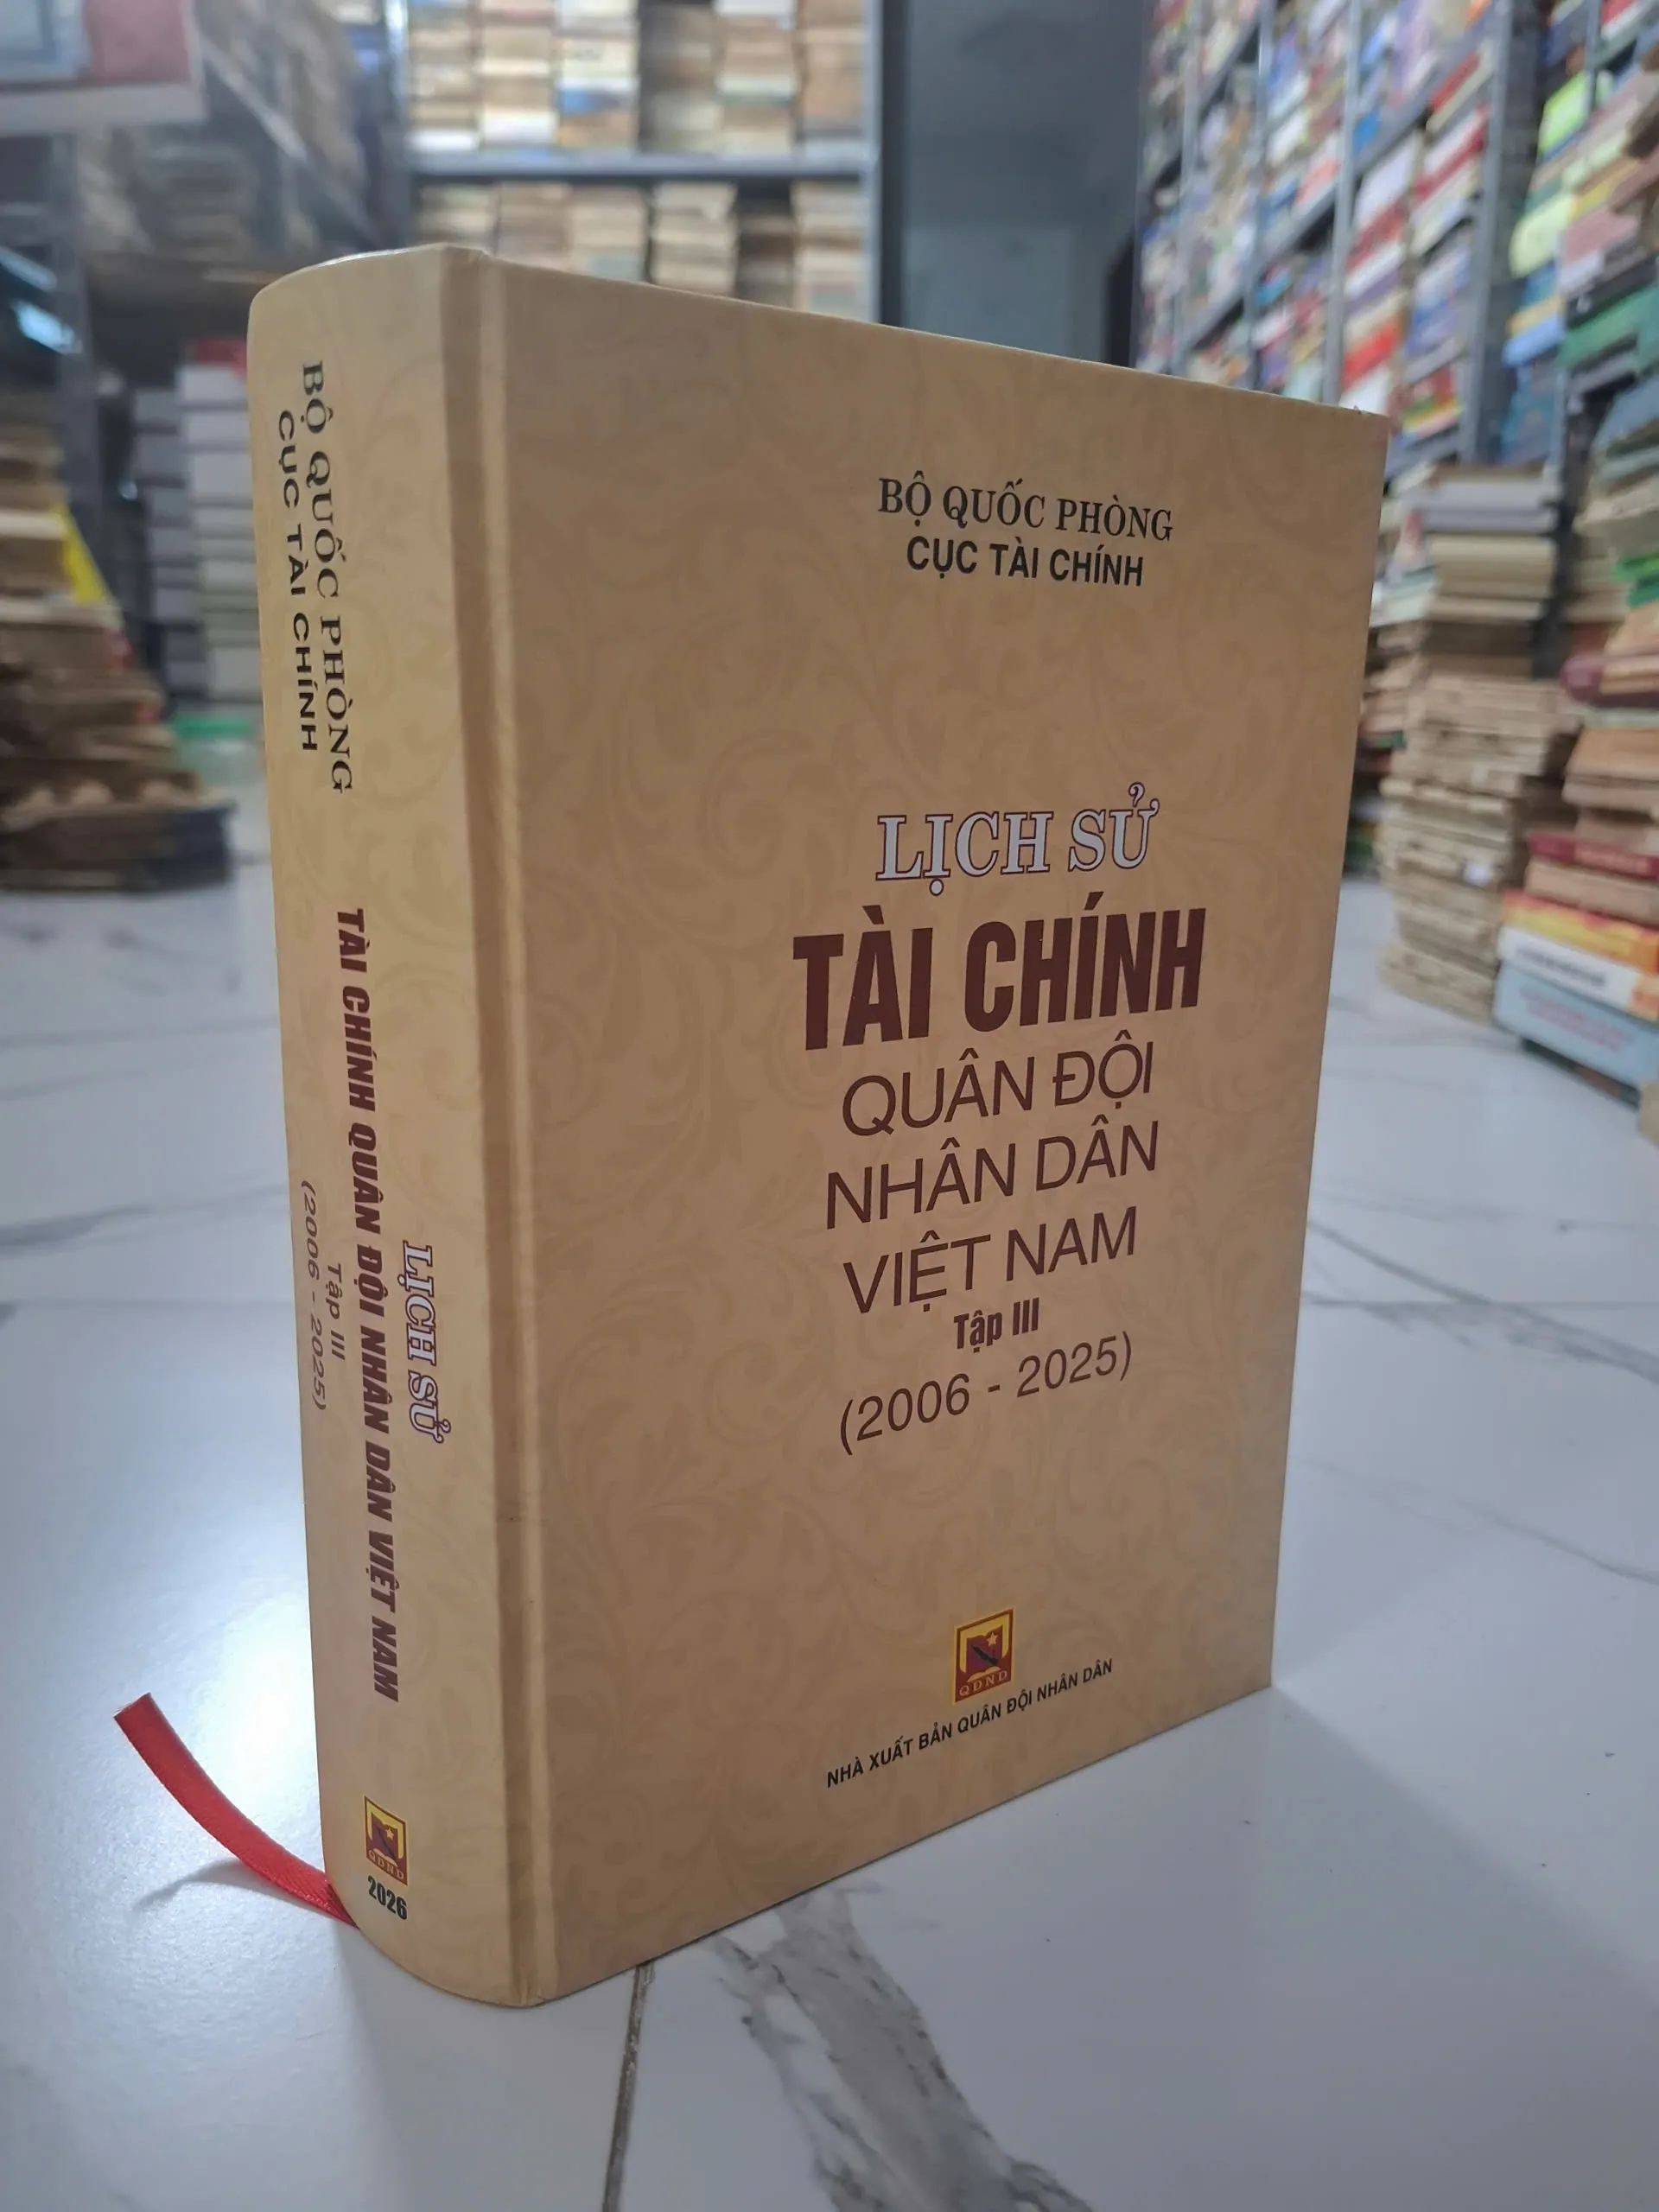 BỘ QUỐC PHÒNG
CỤC TÀI CHÍNH
LỊCH SỬ
TÀI CHÍNH QUÂN ĐỘI NHÂN DÂN VIỆT NAM
Tập III
(2006 - 2025)
QĐND
2026
BỘ QUỐC PHÒNG
CỤC TÀI CHÍNH
LỊCH SỬ
TÀI CHÍNH
QUÂN ĐỘI
NHÂN DÂN
VIỆT NAM
Tập III
(2006 - 2025)
QĐND
NHÀ XUẤT BẢN QUÂN ĐỘI NHÂN DÂN